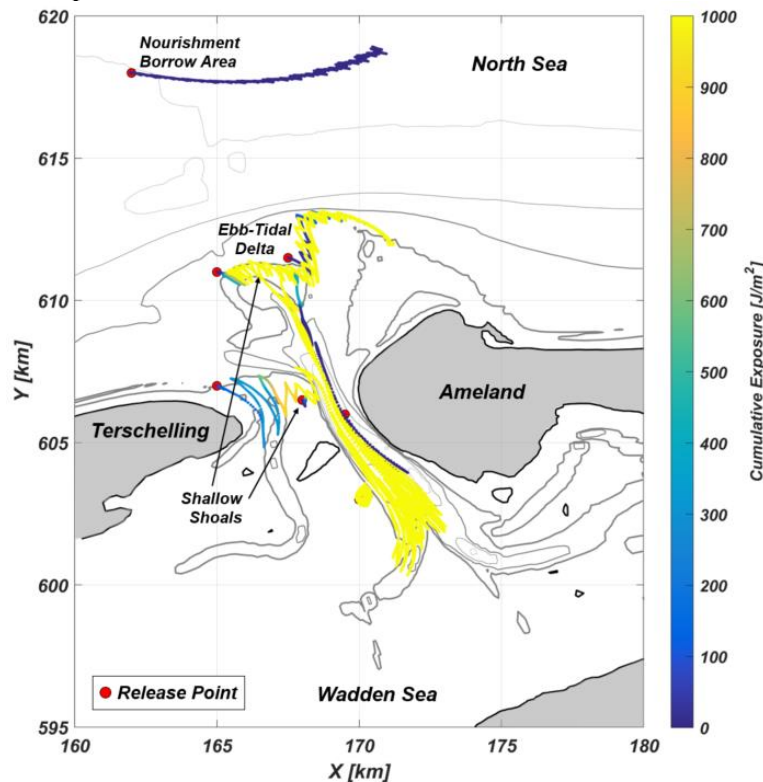 620
Nourishment
Borrow Area
North Sea
615
Ebb-Tidal
Delta
610
Y [km]
Ameland
Terschelling
605
Shallow
Shoals
600
Release Point
Wadden Sea
595
160
165
170
175
180
X [km]
1000
900
800
700
600
500
400
300
200
100
0
Cumulative Exposure [J/m²]